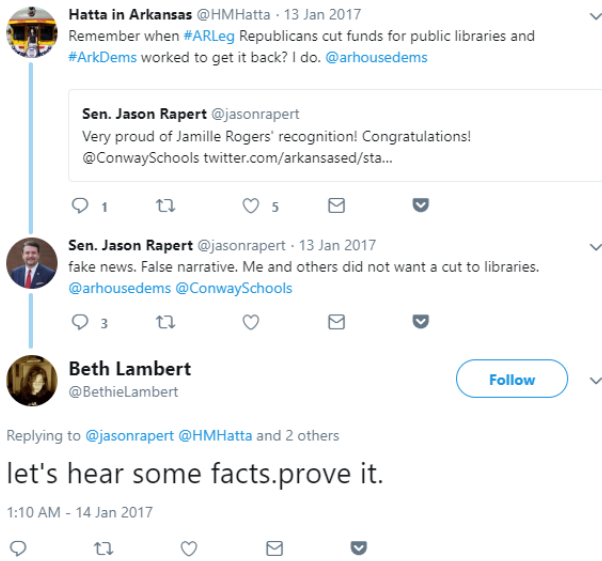 Hatta in Arkansas @HMHatta · 13 Jan 2017
Remember when #ARLeg Republicans cut funds for public libraries and
#ArkDems worked to get it back? I do. @arhousedems
Sen. Jason Rapert @jasonrapert
Very proud of Jamille Rogers' recognition! Congratulations!
@ConwaySchools twitter.com/arkansased/sta...
1 5
Sen. Jason Rapert @jasonrapert · 13 Jan 2017
fake news. False narrative. Me and others did not want a cut to libraries.
@arhousedems @ConwaySchools
3
Beth Lambert
@BethieLambert
Follow
Replying to @jasonrapert @HMHatta and 2 others
let's hear some facts.prove it.
1:10 AM - 14 Jan 2017